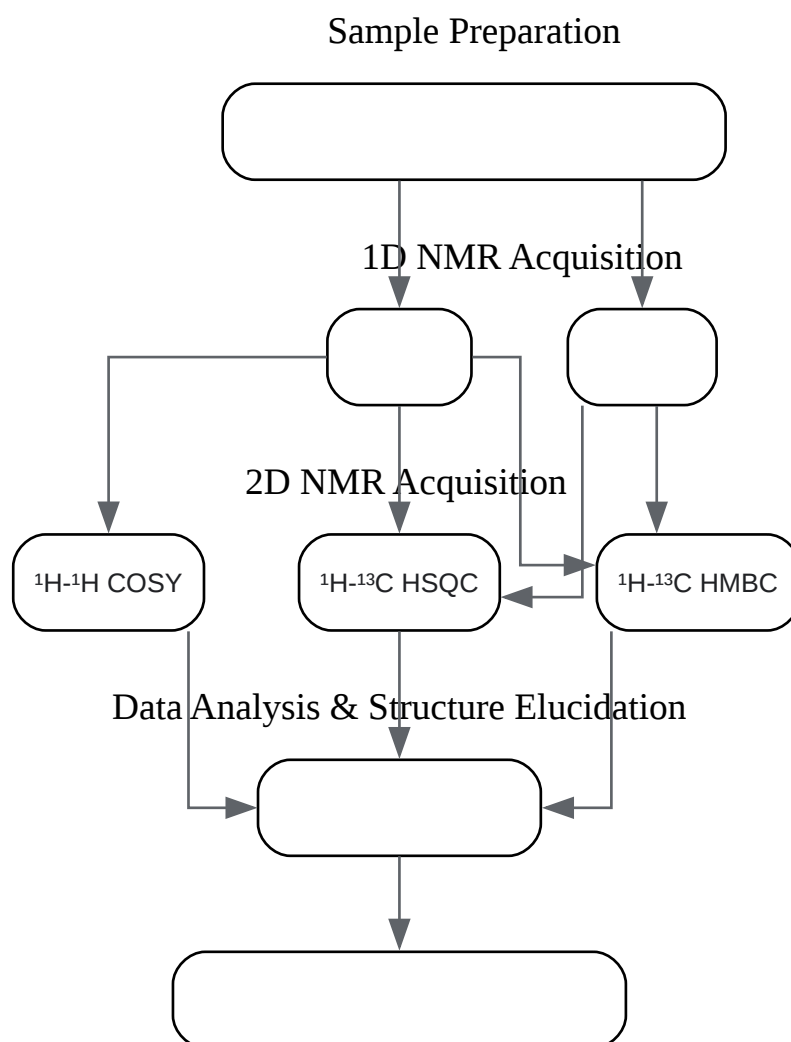 Sample Preparation
1D NMR Acquisition
2D NMR Acquisition
¹H-¹H COSY
¹H-¹³C HSQC
¹H-¹³C HMBC
Data Analysis & Structure Elucidation